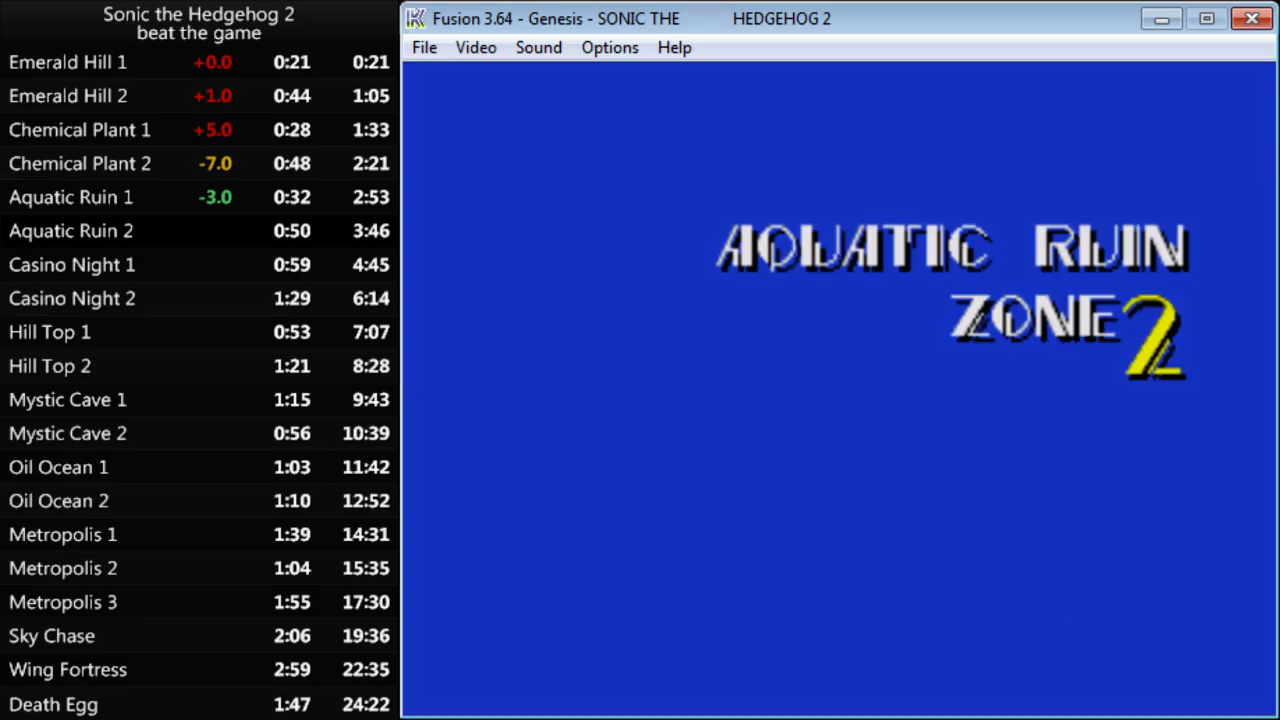 Sonic the Hedgehog 2
beat the game
Emerald Hill 1 +0.0 0:21 0:21
Emerald Hill 2 +1.0 0:44 1:05
Chemical Plant 1 +5.0 0:28 1:33
Chemical Plant 2 -7.0 0:48 2:21
Aquatic Ruin 1 -3.0 0:32 2:53
Aquatic Ruin 2 0:50 3:46
Casino Night 1 0:59 4:45
Casino Night 2 1:29 6:14
Hill Top 1 0:53 7:07
Hill Top 2 1:21 8:28
Mystic Cave 1 1:15 9:43
Mystic Cave 2 0:56 10:39
Oil Ocean 1 1:03 11:42
Oil Ocean 2 1:10 12:52
Metropolis 1 1:39 14:31
Metropolis 2 1:04 15:35
Metropolis 3 1:55 17:30
Sky Chase 2:06 19:36
Wing Fortress 2:59 22:35
Death Egg 1:47 24:22
Fusion 3.64 - Genesis - SONIC THE HEDGEHOG 2
File Video Sound Options Help
AQUATIC RUIN
ZONE 2